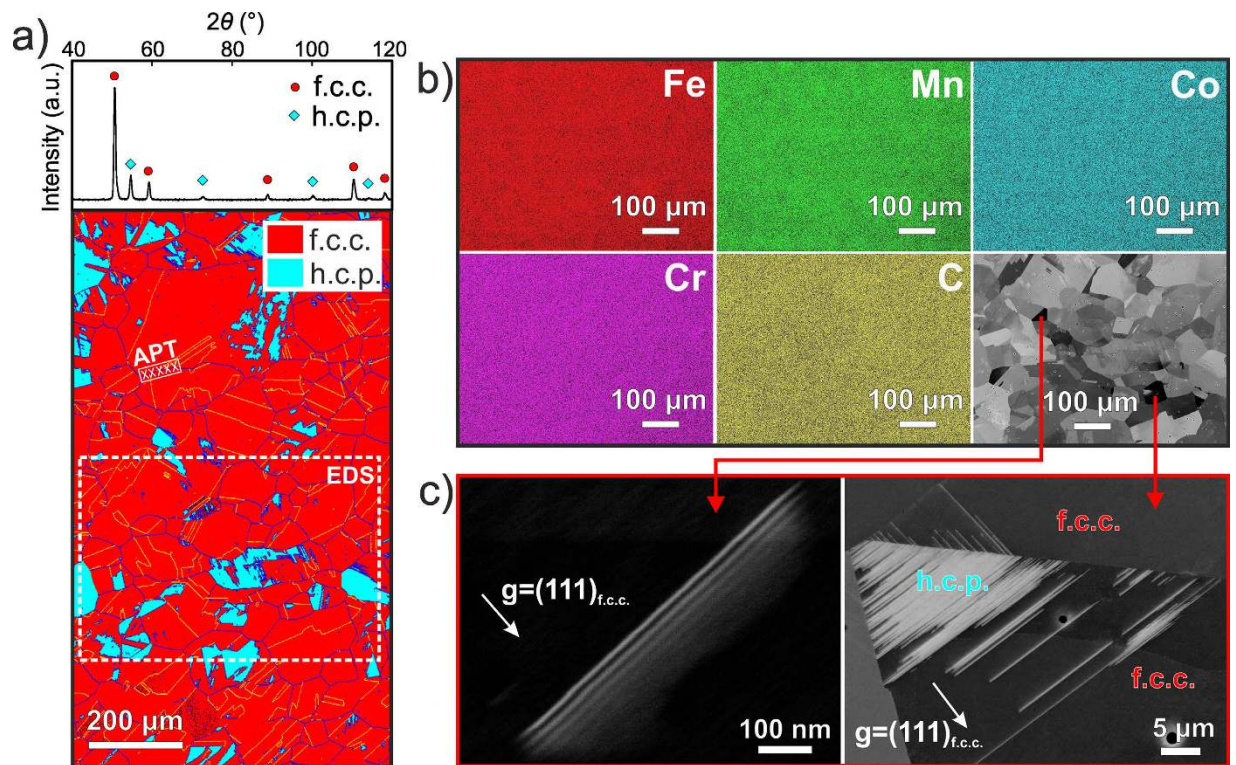 a)
2θ (°)
40 60 80 100 120
Intensity (a.u.)
f.c.c.
h.c.p.
f.c.c.
h.c.p.
APT
XXXXX
EDS
200 μm
b)
Fe
100 μm
Mn
100 μm
Co
100 μm
Cr
100 μm
C
100 μm
100 μm
c)
g=(111)f.c.c.
100 nm
f.c.c.
h.c.p.
f.c.c.
g=(111)f.c.c.
5 μm